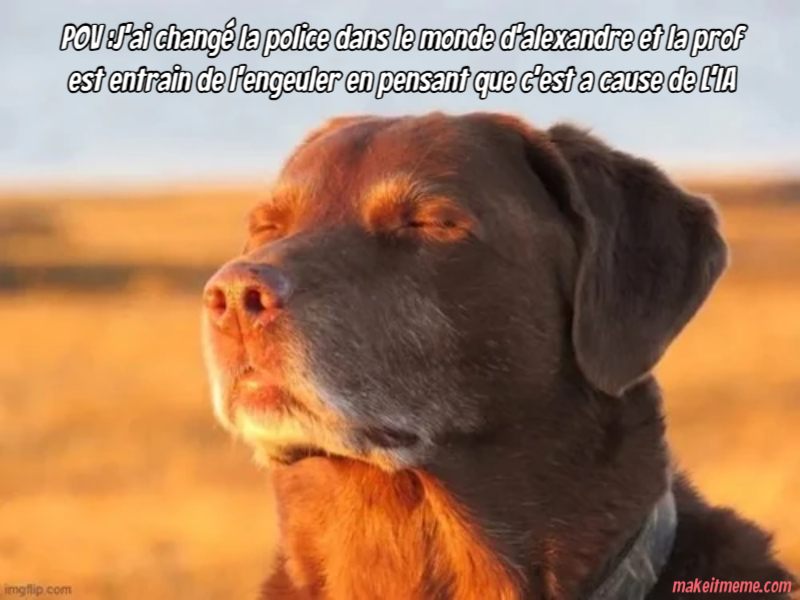 POV :J'ai changé la police dans le monde d'alexandre et la prof
est entrain de l'engeuler en pensant que c'est a cause de L'IA
imgflip.com
makeitmeme.com